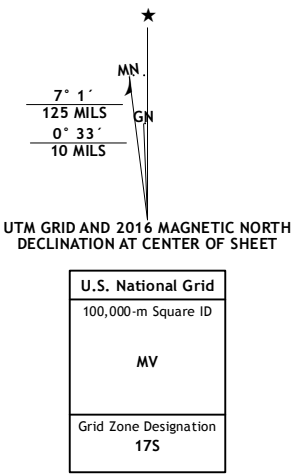 ★
MN
7° 1´
125 MILS
GN
0° 33´
10 MILS
UTM GRID AND 2016 MAGNETIC NORTH
DECLINATION AT CENTER OF SHEET
U.S. National Grid
100,000-m Square ID
MV
Grid Zone Designation
17S